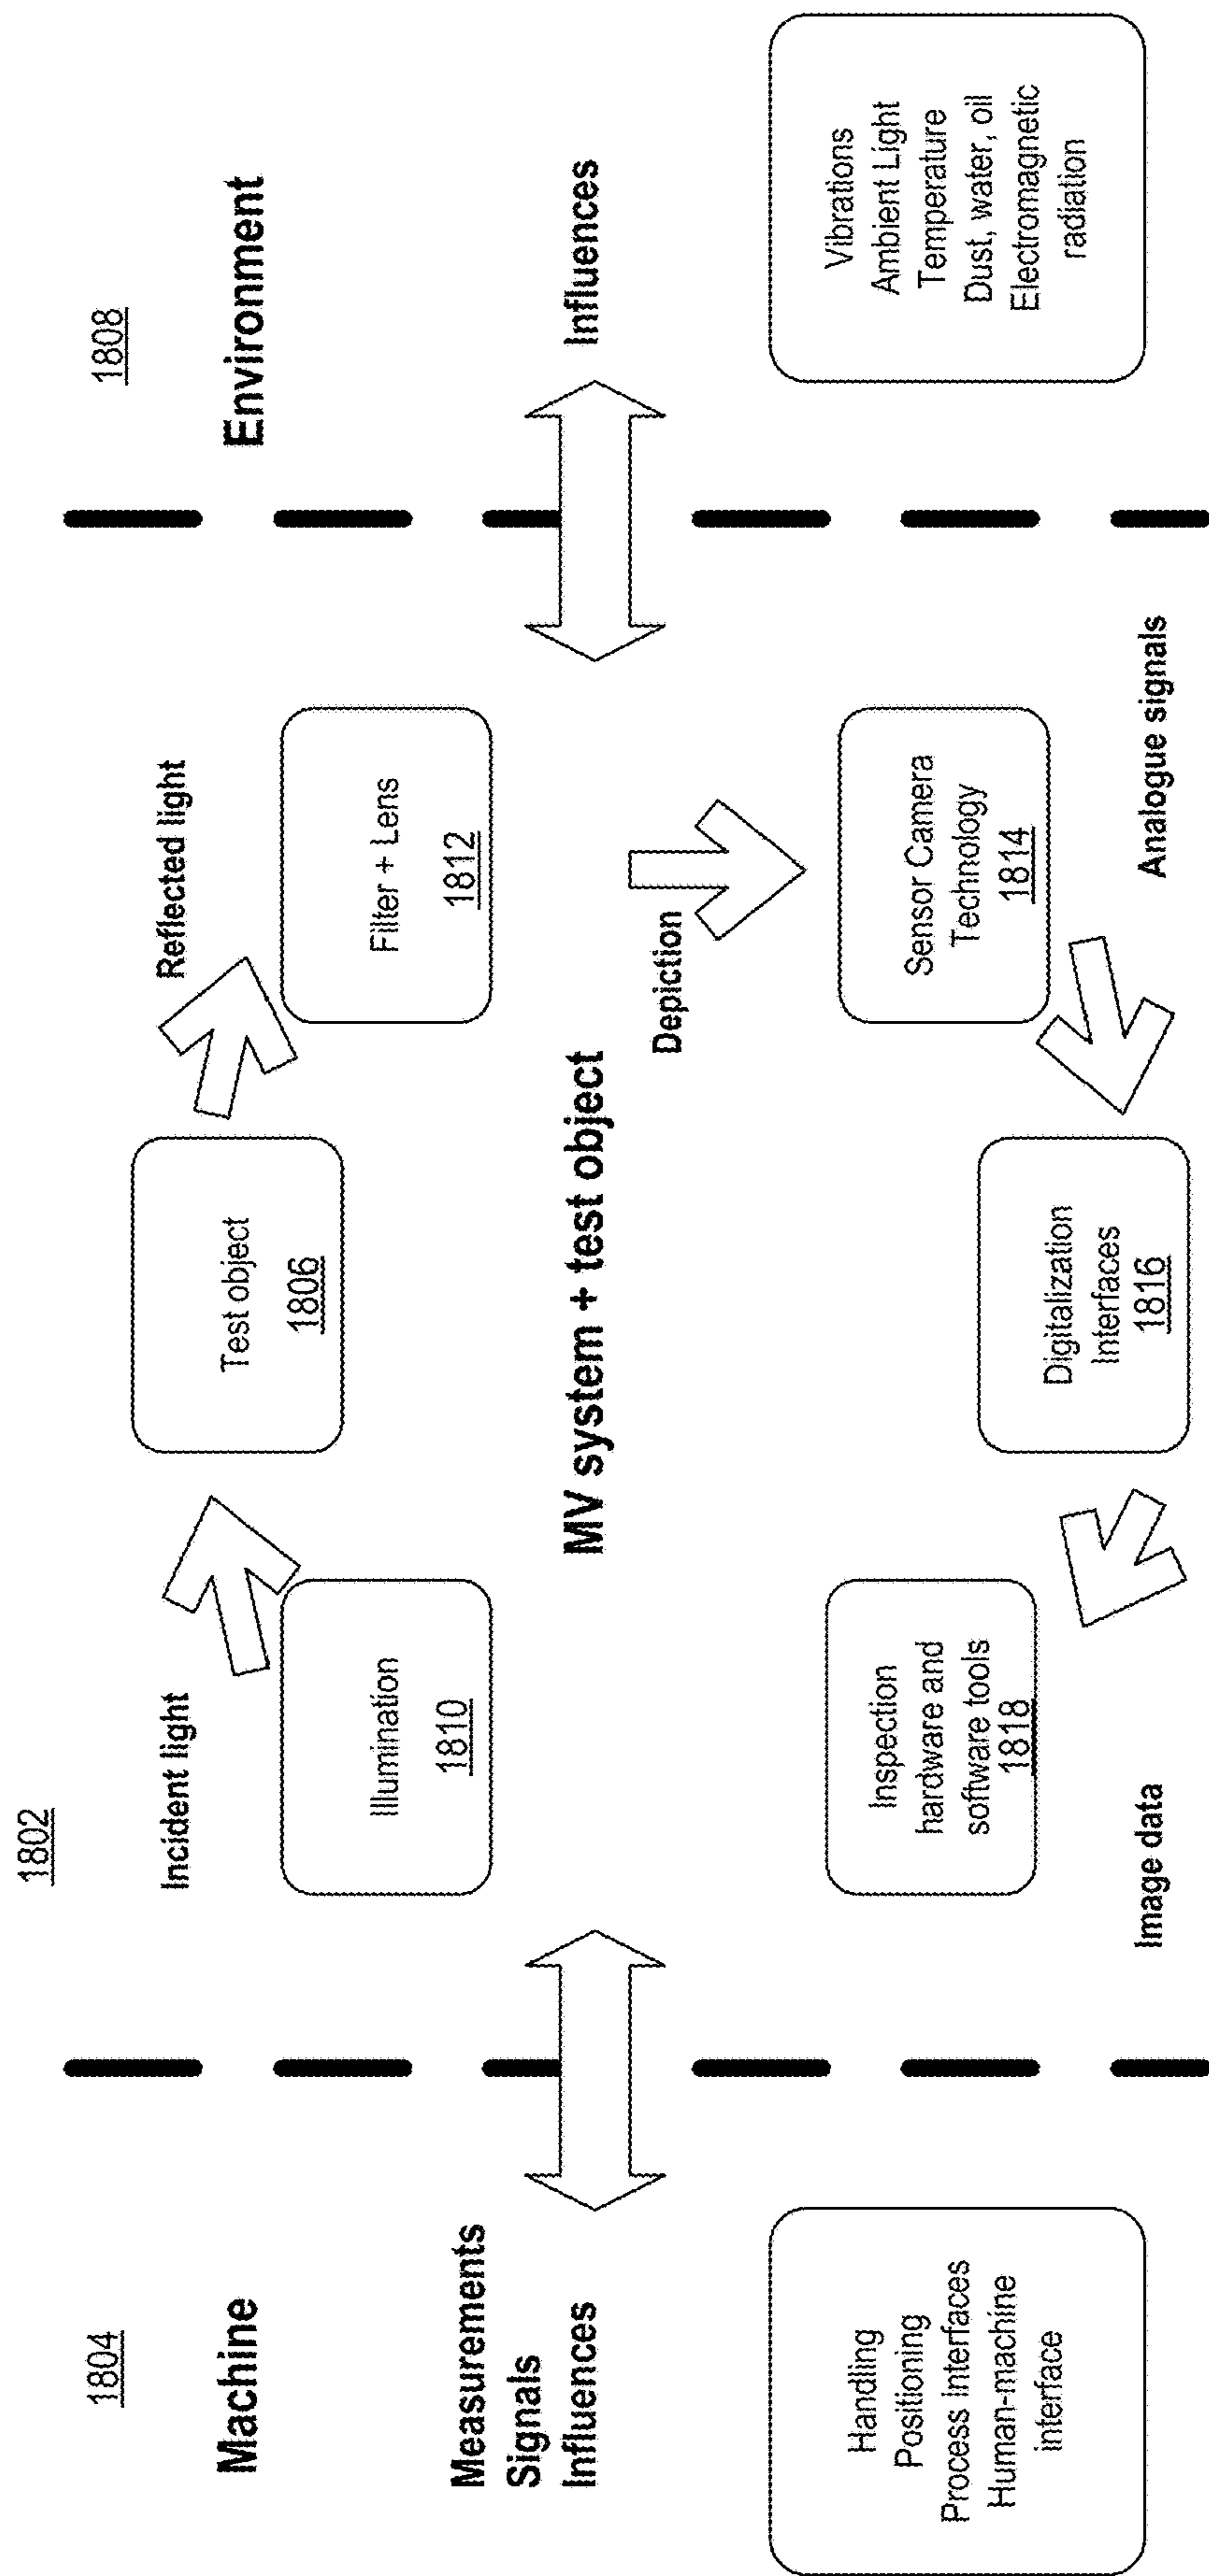 1802
1804
Machine
Measurements
Signals
Influences
Handling
Positioning
Process Interfaces
Human-machine
interface
Incident light
Illumination
1810
Test object
1806
Reflected light
Filter + Lens
1812
MV system + test object
Depiction
Sensor Camera
Technology
1814
Analogue signals
Digitalization
Interfaces
1816
Inspection
hardware and
software tools
1818
Image data
1808
Environment
Influences
Vibrations
Ambient Light
Temperature
Dust, water, oil
Electromagnetic
radiation